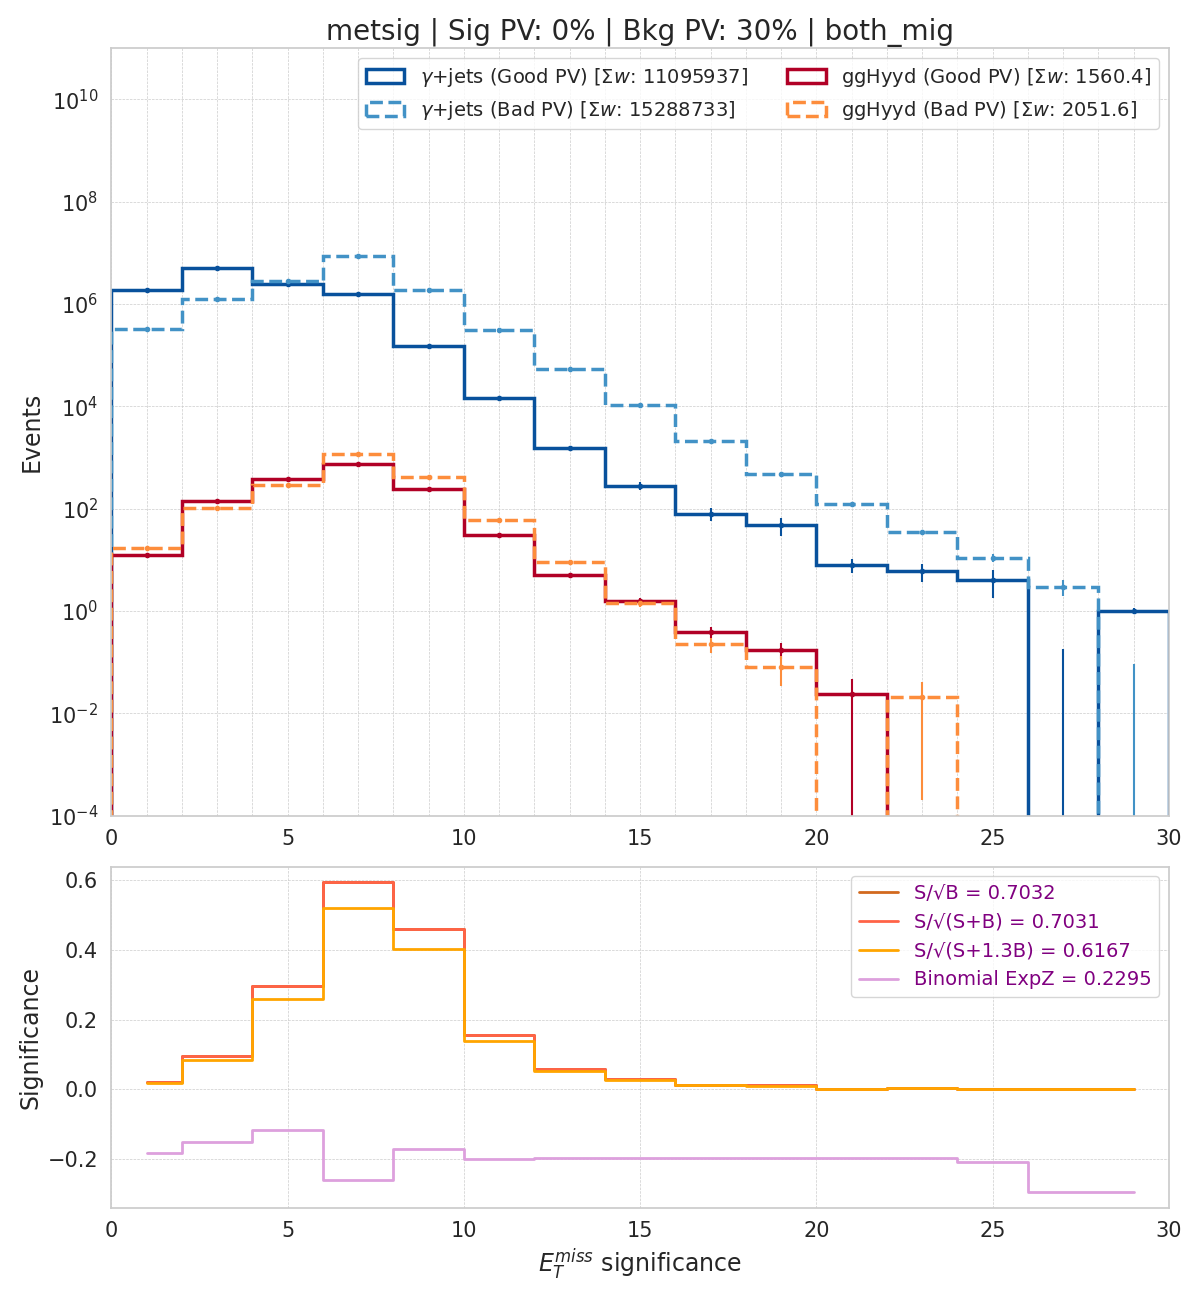 metsig | Sig PV: 0% | Bkg PV: 30% | both_mig
γ+jets (Good PV) [Σw: 11095937]
γ+jets (Bad PV) [Σw: 15288733]
ggHyyd (Good PV) [Σw: 1560.4]
ggHyyd (Bad PV) [Σw: 2051.6]
Events
10^10
10^8
10^6
10^4
10^2
10^0
10^−2
10^−4
0 5 10 15 20 25 30
S/√B = 0.7032
S/√(S+B) = 0.7031
S/√(S+1.3B) = 0.6167
Binomial ExpZ = 0.2295
Significance
0.6
0.4
0.2
0.0
−0.2
0 5 10 15 20 25 30
E_T^miss significance